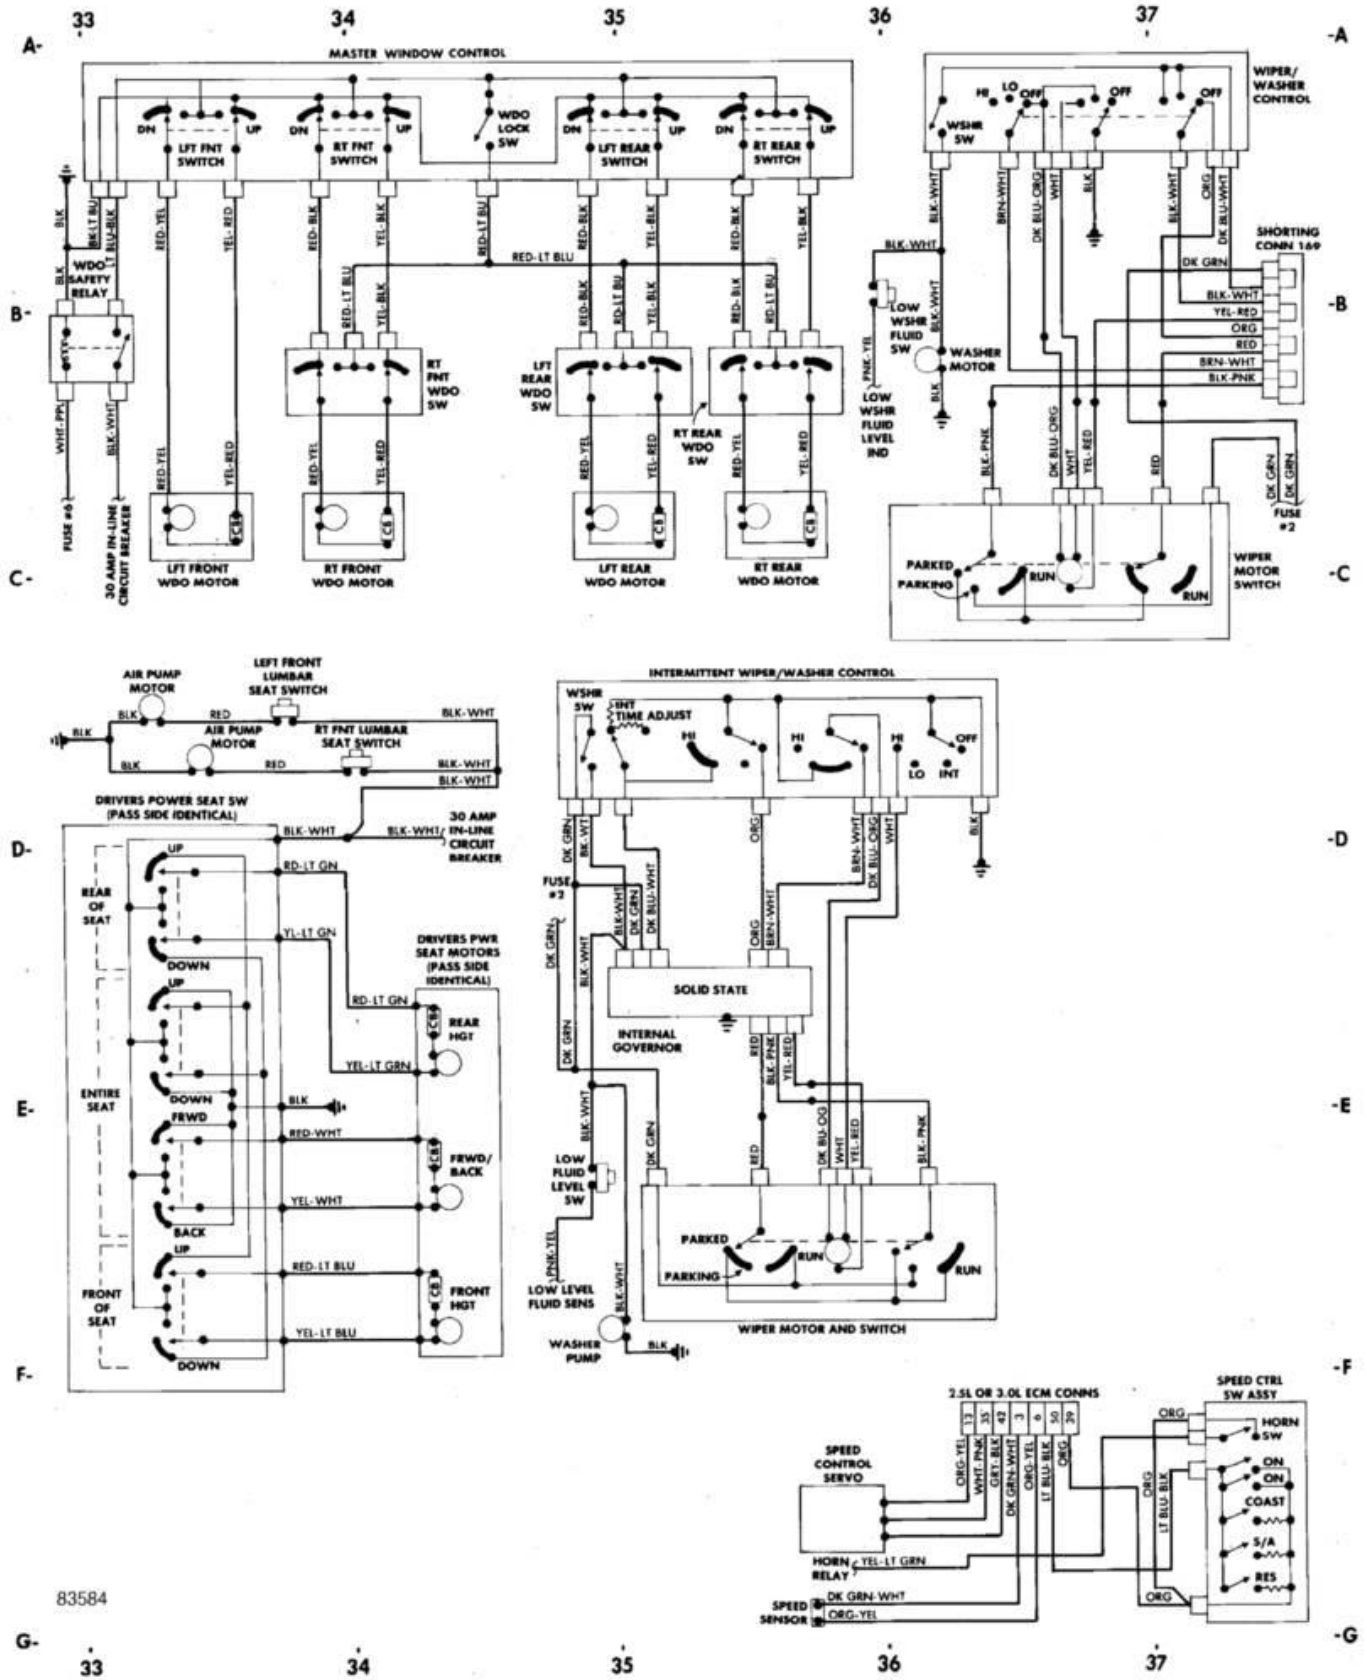 33 34 35 36 37
A- -A
MASTER WINDOW CONTROL
DN UP
LFT FNT
SWITCH
DN UP
RT FNT
SWITCH
WDO
LOCK
SW
DN UP
LFT REAR
SWITCH
DN UP
RT REAR
SWITCH
WIPER/
WASHER
CONTROL
HI LO OFF OFF OFF
WSHR
SW
BLK
BK-LT BU
LT BLU-BLK
RED-YEL
YEL-RED
RED-BLK
YEL-BLK
RED-LT BU
RED-BLK
YEL-BLK
RED-BLK
YEL-BLK
BLK-WHT
BRN-WHT
DK BLU-ORG
WHT
BLK
BLK-WHT
ORG
DK BLU-WHT
BLK
WDO
SAFETY
RELAY
RED-LT BLU
RED-LT BLU
YEL-BLK
RED-BLK
RD-LT BU
YEL-BLK
RED-BLK
RD-LT BU
YEL-BLK
BLK-WHT
BLK-WHT
SHORTING
CONN 169
DK GRN
BLK-WHT
YEL-RED
ORG
RED
BRN-WHT
BLK-PNK
B- -B
LOW
WSHR
FLUID
SW
WASHER
MOTOR
PNK-YEL
BLK
LOW
WSHR
FLUID
LEVEL
IND
RT
FNT
WDO
SW
LFT
REAR
WDO
SW
RT REAR
WDO
SW
WHT-PPL
BLK-WHT
RED-YEL
YEL-RED
RED-YEL
YEL-RED
RED-YEL
YEL-RED
RED-YEL
YEL-RED
BLK-PNK
DK BLU-ORG
WHT
YEL-RED
RED
DK GRN
DK GRN
FUSE
#2
FUSE #6
30 AMP IN-LINE
CIRCUIT BREAKER
CB
LFT FRONT
WDO MOTOR
CB
RT FRONT
WDO MOTOR
CB
LFT REAR
WDO MOTOR
CB
RT REAR
WDO MOTOR
PARKED
PARKING
RUN
RUN
WIPER
MOTOR
SWITCH
C- -C
AIR PUMP
MOTOR
LEFT FRONT
LUMBAR
SEAT SWITCH
BLK RED BLK-WHT
BLK
AIR PUMP
MOTOR
RT FNT LUMBAR
SEAT SWITCH
BLK RED BLK-WHT
BLK-WHT
DRIVERS POWER SEAT SW
(PASS SIDE IDENTICAL)
BLK-WHT BLK-WHT
30 AMP
IN-LINE
CIRCUIT
BREAKER
INTERMITTENT WIPER/WASHER CONTROL
WSHR
SW
INT
TIME ADJUST
HI HI HI OFF
LO INT
DK GRN
BK-WT
ORG
BRN-WHT
DK BLU-ORG
WHT
BLK
D- -D
UP
RD-LT GN
REAR
OF
SEAT
YL-LT GN
DOWN
UP
DRIVERS PWR
SEAT MOTORS
(PASS SIDE
IDENTICAL)
RD-LT GN
CB
REAR
HGT
YEL-LT GRN
ENTIRE
SEAT
DOWN
BLK
FRWD
RED-WHT
CB
FRWD/
BACK
YEL-WHT
BACK
UP
RED-LT BLU
CB
FRONT
HGT
FRONT
OF
SEAT
YEL-LT BLU
DOWN
FUSE
#2
DK GRN
BLK-WHT
BLK-WHT
DK GRN
DK BLU-WHT
ORG
BRN-WHT
SOLID STATE
INTERNAL
GOVERNOR
DK GRN
RED
BLK-PNK
YEL-RED
E- -E
BLK-WHT
DK GRN
RED
DK BU-OG
WHT
YEL-RED
BLK-PNK
LOW
FLUID
LEVEL
SW
PNK-YEL
LOW LEVEL
FLUID SENS
BLK-WHT
WASHER
PUMP
BLK
PARKED
PARKING
RUN
RUN
WIPER MOTOR AND SWITCH
F- -F
2.5L OR 3.0L ECM CONNS
13 35 42 3 6 50 39
ORG-YEL
WHT-PNK
GRY-BLK
DK GRN-WHT
ORG-YEL
LT BLU-BLK
ORG
SPEED
CONTROL
SERVO
SPEED CTRL
SW ASSY
ORG
HORN
SW
ON
ON
COAST
S/A
RES
ORG
LT BLU-BLK
ORG
HORN
RELAY
YEL-LT GRN
SPEED
SENSOR
DK GRN-WHT
ORG-YEL
83584
G- -G
33 34 35 36 37